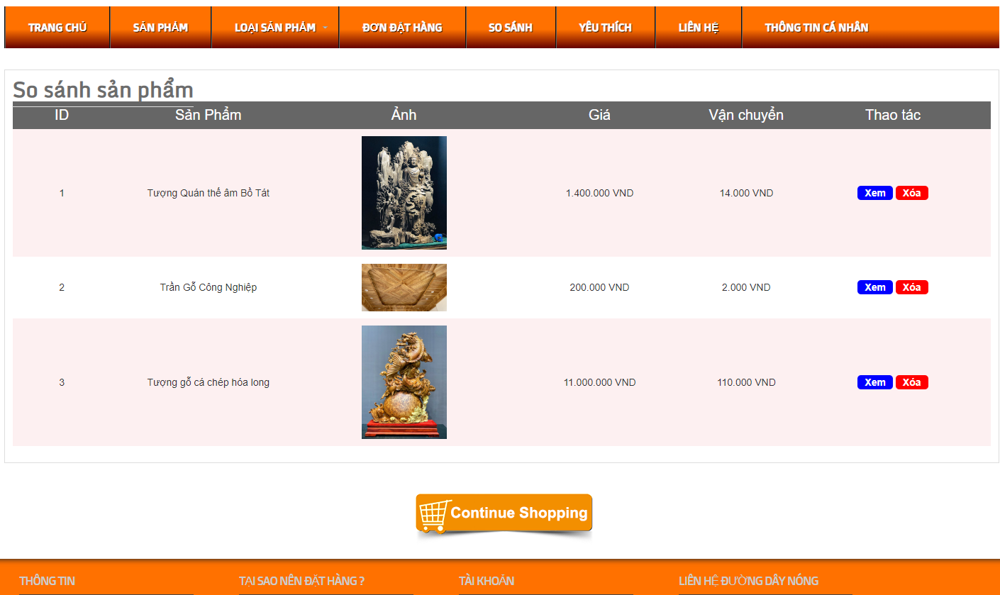 TRANG CHỦ SẢN PHẨM LOẠI SẢN PHẨM ĐƠN ĐẶT HÀNG SO SÁNH YÊU THÍCH LIÊN HỆ THÔNG TIN CÁ NHÂN
So sánh sản phẩm
ID Sản Phẩm Ảnh Giá Vận chuyển Thao tác
1 Tượng Quán thế âm Bồ Tát 1.400.000 VND 14.000 VND Xem Xóa
2 Trần Gỗ Công Nghiệp 200.000 VND 2.000 VND Xem Xóa
3 Tượng gỗ cá chép hóa long 11.000.000 VND 110.000 VND Xem Xóa
Continue Shopping
THÔNG TIN TẠI SAO NÊN ĐẶT HÀNG ? TÀI KHOẢN LIÊN HỆ ĐƯỜNG DÂY NÓNG